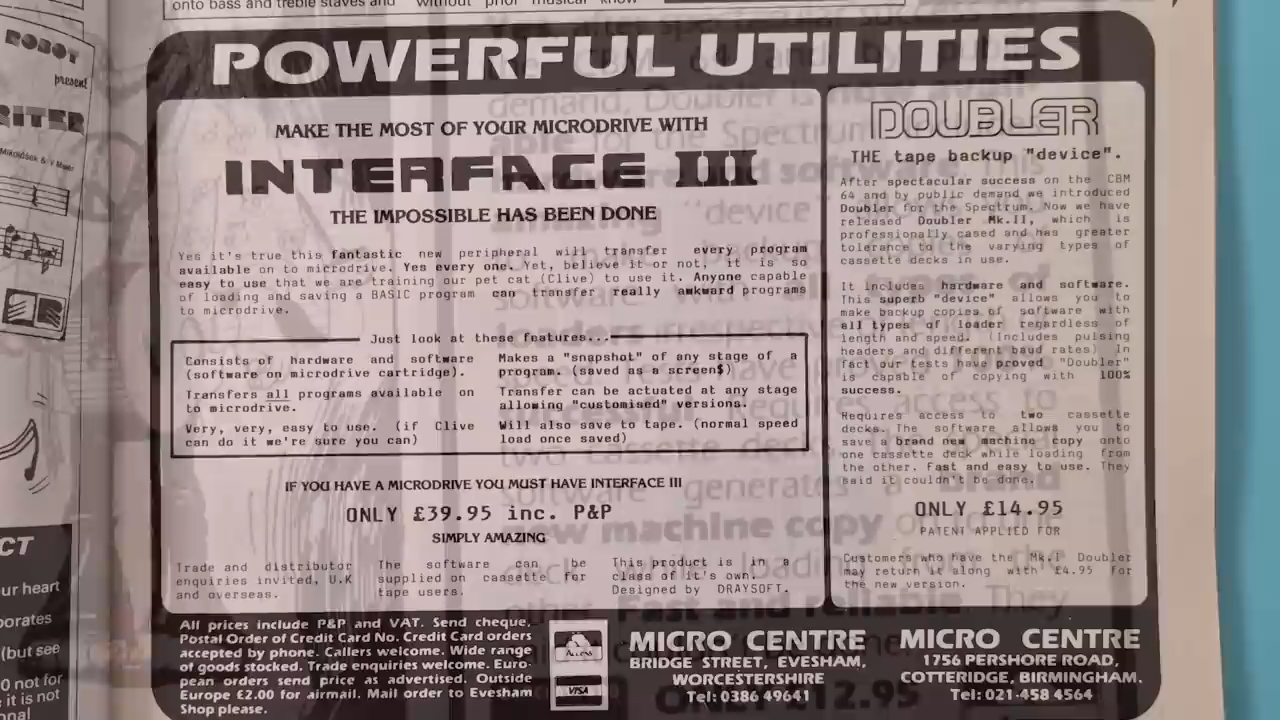 onto bass and treble staves and
without prior musical know
ROBOT
present
RITER
POWERFUL UTILITIES
MAKE THE MOST OF YOUR MICRODRIVE WITH
INTERFACE III
THE IMPOSSIBLE HAS BEEN DONE
Yes it's true this fantastic new peripheral will transfer every program
available on to microdrive. Yes every one. Yet, believe it or not, it is so
easy to use that we are training our pet cat (Clive) to use it. Anyone capable
of loading and saving a BASIC program can transfer really awkward programs
to microdrive.
Just look at these features...
Consists of hardware and software
(software on microdrive cartridge).
Transfers all programs available on
to microdrive.
Very, very, easy to use. (if Clive
can do it we're sure you can)
Makes a "snapshot" of any stage of a
program. (saved as a screen$)
Transfer can be actuated at any stage
allowing "customised" versions.
Will also save to tape. (normal speed
load once saved)
IF YOU HAVE A MICRODRIVE YOU MUST HAVE INTERFACE III
ONLY £39.95 inc. P&P
SIMPLY AMAZING
Trade and distributor
enquiries invited, U.K
and overseas.
The software can be
supplied on cassette for
tape users.
This product is in a
class of it's own.
Designed by DRAYSOFT.
DOUBLER
THE tape backup "device".
After spectacular success on the CBM
64 and by public demand we introduced
Doubler for the Spectrum. Now we have
released Doubler Mk.II, which is
professionally cased and has greater
tolerance to the varying types of
cassette decks in use.
It includes hardware and software.
This superb "device" allows you to
make backup copies of software with
all types of loader regardless of
length and speed. (Includes pulsing
headers and different baud rates) In
fact our tests have proved "Doubler"
is capable of copying with 100%
success.
Requires access to two cassette
decks. The software allows you to
save a brand new machine copy onto
one cassette deck while loading from
the other. Fast and easy to use. They
said it couldn't be done.
ONLY £14.95
PATENT APPLIED FOR
Customers who have the Mk.I Doubler
may return it along with £4.95 for
the new version.
All prices include P&P and VAT. Send cheque,
Postal Order of Credit Card No. Credit Card orders
accepted by phone. Callers welcome. Wide range
of goods stocked. Trade enquiries welcome. Euro-
pean orders send price as advertised. Outside
Europe £2.00 for airmail. Mail order to Evesham
Shop please.
Access
VISA
MICRO CENTRE
BRIDGE STREET, EVESHAM,
WORCESTERSHIRE
Tel: 0386 49641
MICRO CENTRE
1756 PERSHORE ROAD,
COTTERIDGE, BIRMINGHAM.
Tel: 021-458 4564
CT
ur heart
porates
(but see
0 not for
it is not